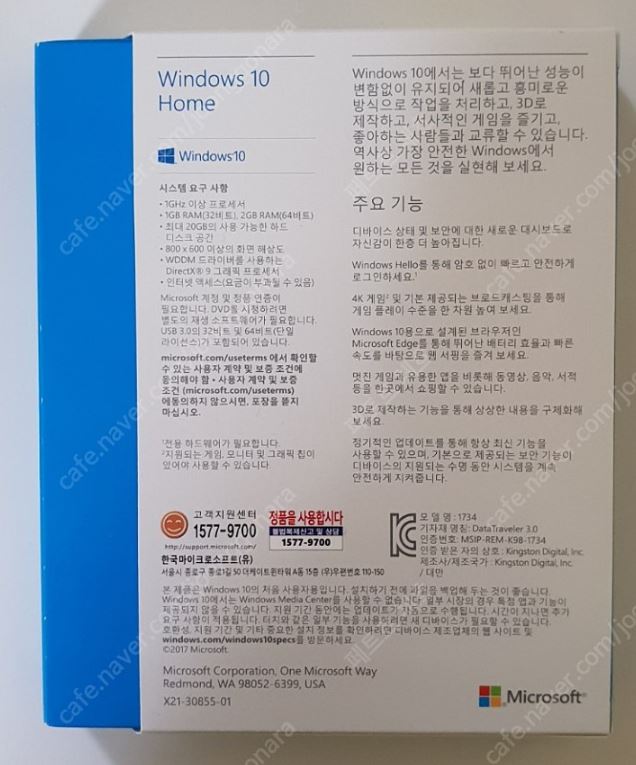 Windows 10
Home
Windows10
시스템 요구 사항
• 1GHz 이상 프로세서
• 1GB RAM(32비트), 2GB RAM(64비트)
• 최대 20GB의 사용 가능한 하드
디스크 공간
• 800 x 600 이상의 화면 해상도
• WDDM 드라이버를 사용하는
DirectX® 9 그래픽 프로세서
• 인터넷 액세스(요금이 부과될 수 있음)
Microsoft 계정 및 정품 인증이
필요합니다. DVD를 시청하려면
별도의 재생 소프트웨어가 필요합니다.
USB 3.0의 32비트 및 64비트(단일
라이선스)가 포함되어 있습니다.
microsoft.com/useterms 에서 확인할
수 있는 사용자 계약 및 보증 조건에
동의해야 함 • 사용자 계약 및 보증
조건 (microsoft.com/useterms)
에동의하지 않으시면, 포장을 뜯지
마십시오.
¹전용 하드웨어가 필요합니다.
²지원되는 게임, 모니터 및 그래픽 칩이
있어야 사용할 수 있습니다.
Windows 10에서는 보다 뛰어난 성능이
변함없이 유지되어 새롭고 흥미로운
방식으로 작업을 처리하고, 3D로
제작하고, 서사적인 게임을 즐기고,
좋아하는 사람들과 교류할 수 있습니다.
역사상 가장 안전한 Windows에서
원하는 모든 것을 실현해 보세요.
주요 기능
디바이스 상태 및 보안에 대한 새로운 대시보드로
자신감이 한층 더 높아집니다.
Windows Hello를 통해 암호 없이 빠르고 안전하게
로그인하세요.¹
4K 게임² 및 기본 제공되는 브로드캐스팅을 통해
게임 플레이 수준을 한 차원 높여 보세요.
Windows 10용으로 설계된 브라우저인
Microsoft Edge를 통해 뛰어난 배터리 효율과 빠른
속도를 바탕으로 웹 서핑을 즐겨 보세요.
멋진 게임과 유용한 앱을 비롯해 동영상, 음악, 서적
등을 한곳에서 쇼핑할 수 있습니다.
3D로 제작하는 기능을 통해 상상한 내용을 구체화해
보세요.
정기적인 업데이트를 통해 항상 최신 기능을
사용할 수 있으며, 기본으로 제공되는 보안 기능이
디바이스의 지원되는 수명 동안 시스템을 계속
안전하게 지켜줍니다.
고객지원센터
1577-9700
http://support.microsoft.com/
정품을 사용합시다
불법복제신고 및 상담
1577-9700
한국마이크로소프트(유)
서울시 종로구 종로1길 50 더케이트윈타워 A동 15층 (우)우편번호 110-150
모델 명 : 1734
기자재 명칭: DataTraveler 3.0
인증번호: MSIP-REM-K98-1734
인증 받은 자의 상호 : Kingston Digital, Inc.
제조사/제조국가 : Kingston Digital, Inc.
/ 대만
본 제품은 Windows 10의 처음 사용자용입니다. 설치하기 전에 파일을 백업해 두는 것이 좋습니다.
Windows 10에서는 Windows Media Center를 사용할 수 없습니다. 일부 시장의 경우 특정 앱과 기능이
제공되지 않을 수 있습니다. 지원 기간 동안에는 업데이트가 자동으로 수행됩니다. 시간이 지나면 추가
요구 사항이 적용됩니다. 터치와 같은 일부 기능을 사용하려면 새 디바이스가 필요할 수 있습니다.
호환성, 지원 기간 및 기타 중요한 설치 정보를 확인하려면 디바이스 제조업체의 웹 사이트 및
windows.com/windows10specs를 방문하세요.
©2017 Microsoft.
Microsoft Corporation, One Microsoft Way
Redmond, WA 98052-6399, USA
X21-30855-01
Microsoft